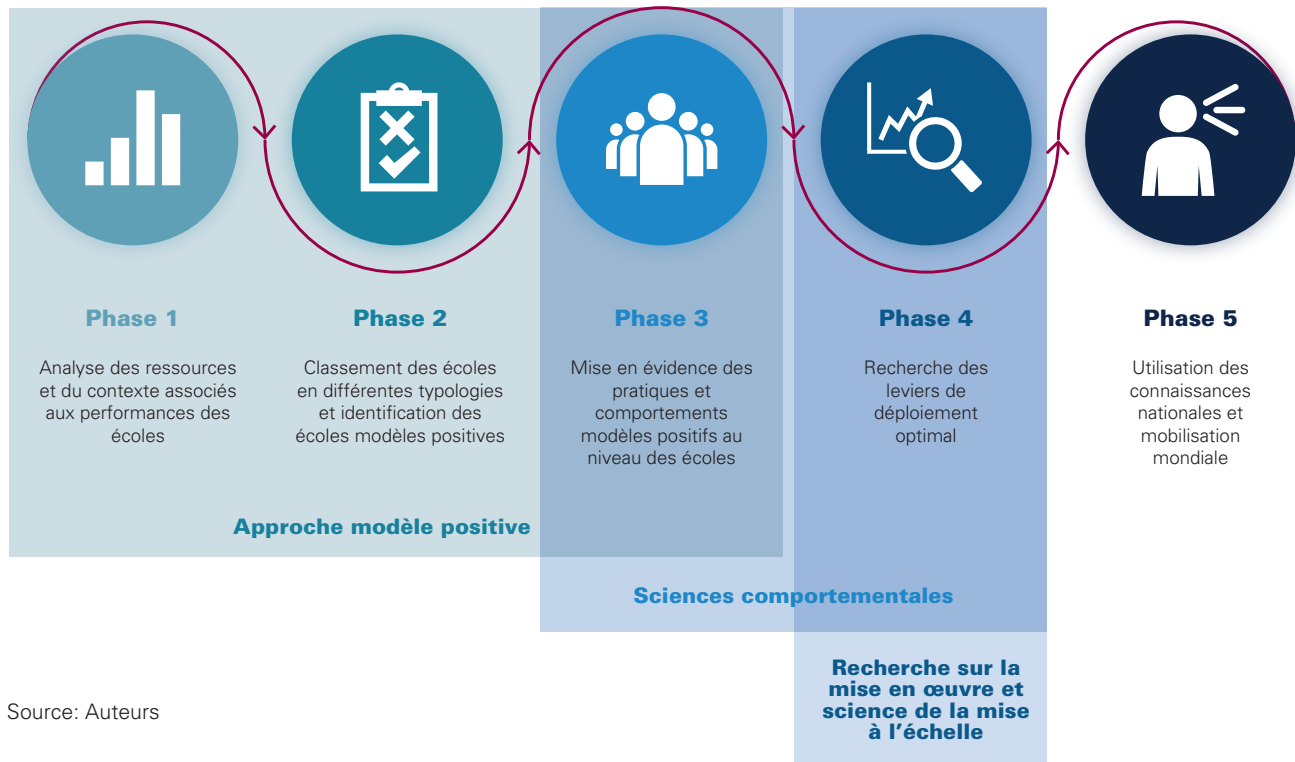 Phase 1
Analyse des ressources
et du contexte associés
aux performances des
écoles
Phase 2
Classement des écoles
en différentes typologies
et identification des
écoles modèles positives
Phase 3
Mise en évidence des
pratiques et
comportements
modèles positifs au
niveau des écoles
Phase 4
Recherche des
leviers de
déploiement
optimal
Phase 5
Utilisation des
connaissances
nationales et
mobilisation
mondiale
Approche modèle positive
Sciences comportementales
Recherche sur la
mise en œuvre et
science de la mise
à l’échelle
Source: Auteurs